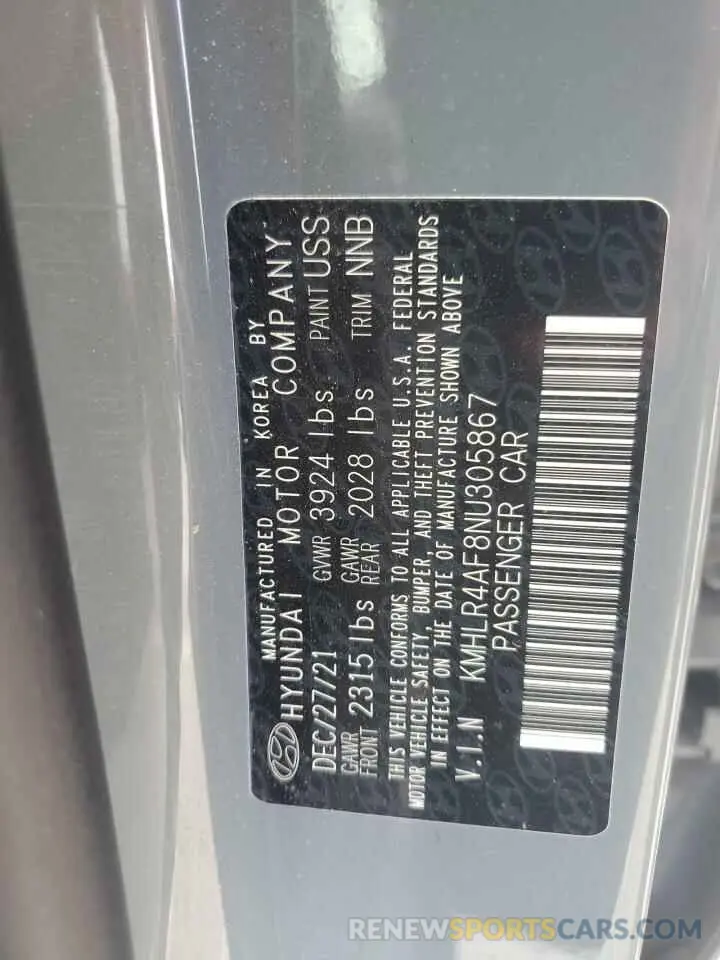 MANUFACTURED IN KOREA BY
HYUNDAI MOTOR COMPANY
DEC/27/21 GVWR 3924 lbs PAINT USS
GAWR FRONT 2315 lbs GAWR REAR 2028 lbs TRIM NNB
THIS VEHICLE CONFORMS TO ALL APPLICABLE U.S.A. FEDERAL
MOTOR VEHICLE SAFETY, BUMPER, AND THEFT PREVENTION STANDARDS
IN EFFECT ON THE DATE OF MANUFACTURE SHOWN ABOVE
V.I.N KMHLR4AF8NU305867
PASSENGER CAR
RENEWSPORTSCARS.COM